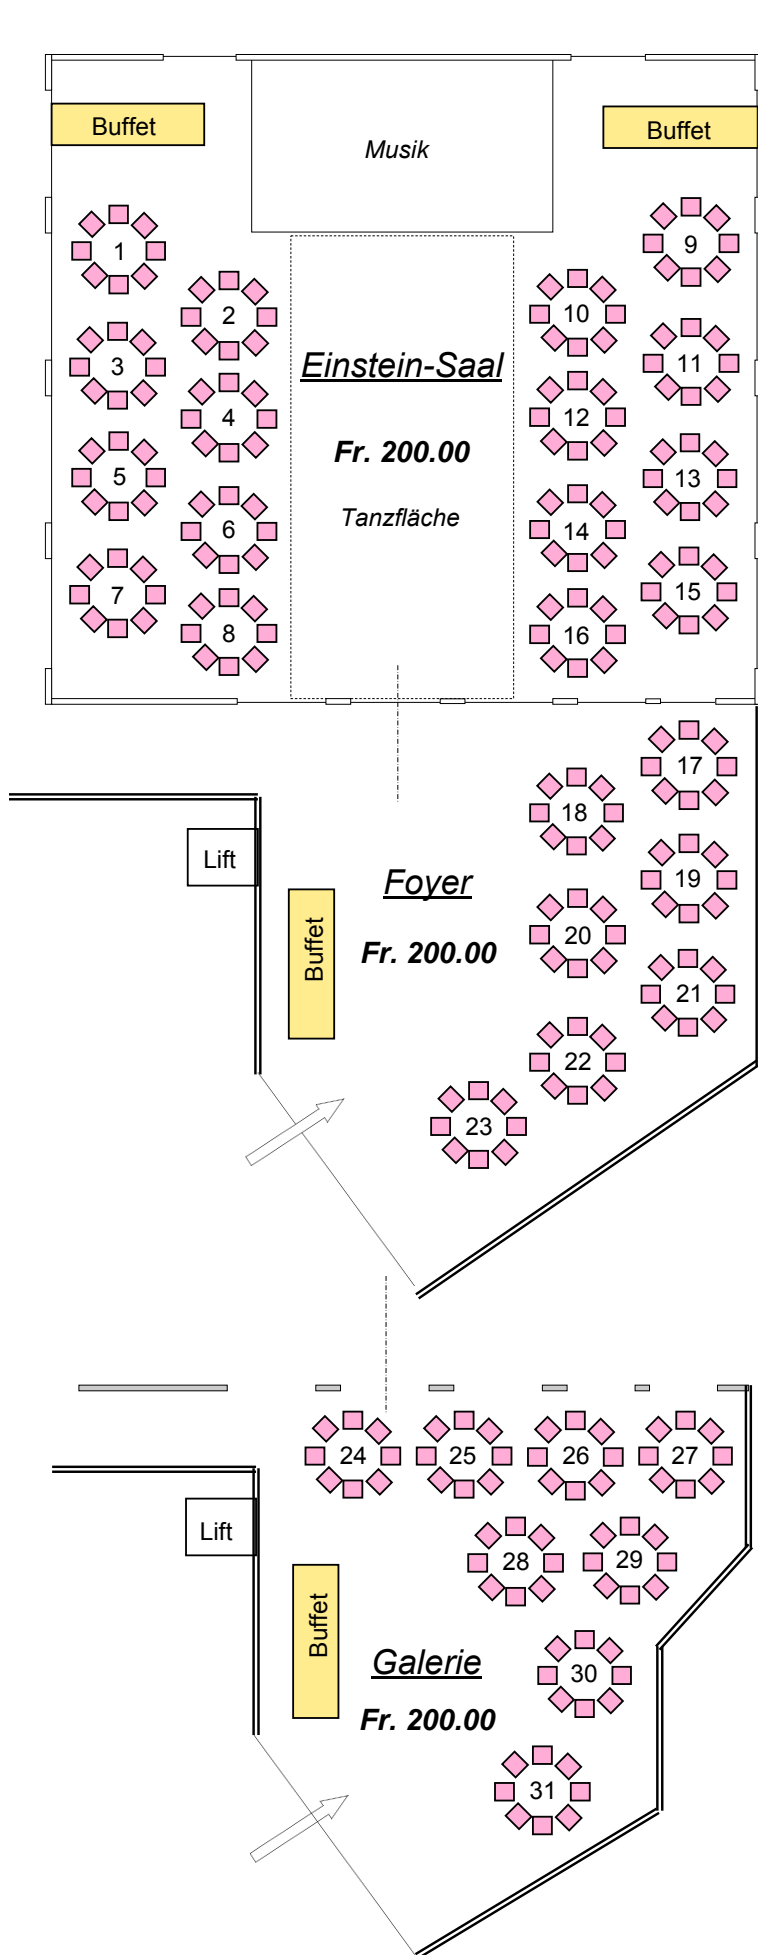 Buffet
Buffet
Musik
1
9
2
10
Einstein-Saal
3
11
4
12
Fr. 200.00
5
13
Tanzfläche
6
14
7
15
8
16
17
18
Lift
Foyer
19
Buffet
Fr. 200.00
20
21
22
23
24
25
26
27
Lift
28
29
Buffet
Galerie
30
Fr. 200.00
31